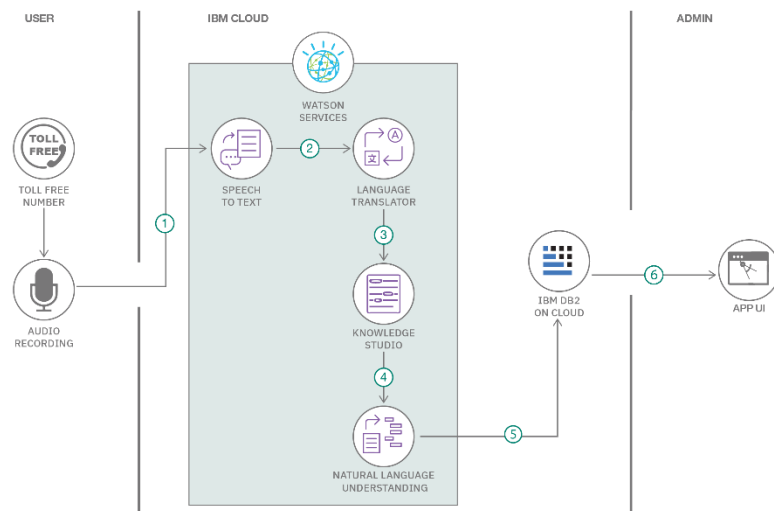 USER
IBM CLOUD
ADMIN
WATSON
SERVICES
TOLL
FREE
TOLL FREE
NUMBER
SPEECH
TO TEXT
2
A
文
LANGUAGE
TRANSLATOR
1
3
AUDIO
RECORDING
KNOWLEDGE
STUDIO
IBM DB2
ON CLOUD
6
APP UI
4
5
NATURAL LANGUAGE
UNDERSTANDING